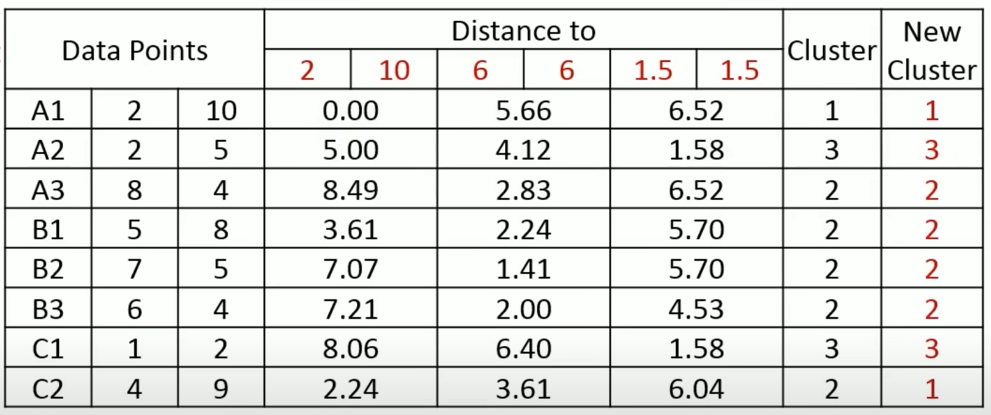 Data Points Distance to Cluster New Cluster
2 10 6 6 1.5 1.5
A1 2 10 0.00 5.66 6.52 1 1
A2 2 5 5.00 4.12 1.58 3 3
A3 8 4 8.49 2.83 6.52 2 2
B1 5 8 3.61 2.24 5.70 2 2
B2 7 5 7.07 1.41 5.70 2 2
B3 6 4 7.21 2.00 4.53 2 2
C1 1 2 8.06 6.40 1.58 3 3
C2 4 9 2.24 3.61 6.04 2 1